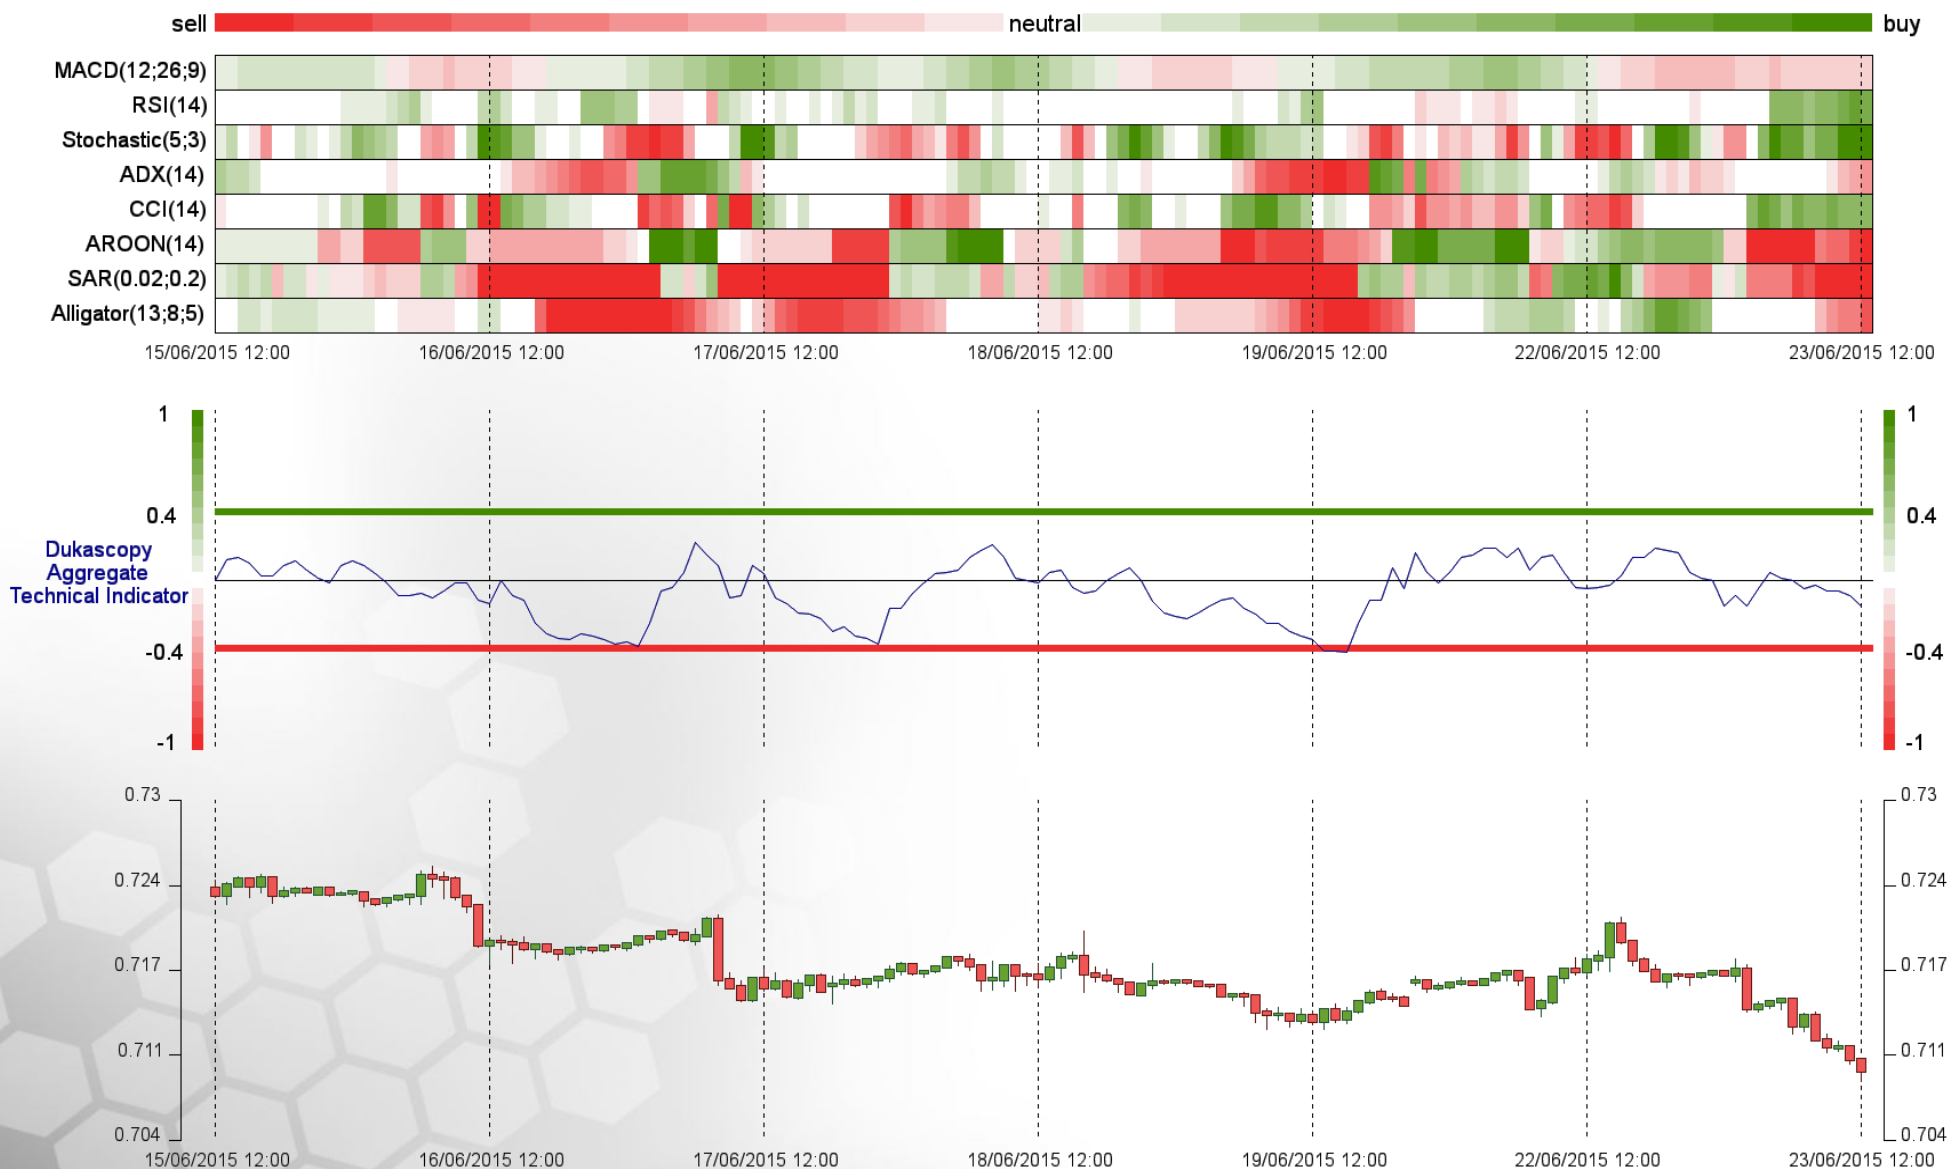 sell neutral buy
MACD(12;26;9)
RSI(14)
Stochastic(5;3)
ADX(14)
CCI(14)
AROON(14)
SAR(0.02;0.2)
Alligator(13;8;5)
15/06/2015 12:00 16/06/2015 12:00 17/06/2015 12:00 18/06/2015 12:00 19/06/2015 12:00 22/06/2015 12:00 23/06/2015 12:00
1 1
0.4 0.4
Dukascopy
Aggregate
Technical Indicator
-0.4 -0.4
-1 -1
0.73 0.73
0.724 0.724
0.717 0.717
0.711 0.711
0.704 0.704
15/06/2015 12:00 16/06/2015 12:00 17/06/2015 12:00 18/06/2015 12:00 19/06/2015 12:00 22/06/2015 12:00 23/06/2015 12:00